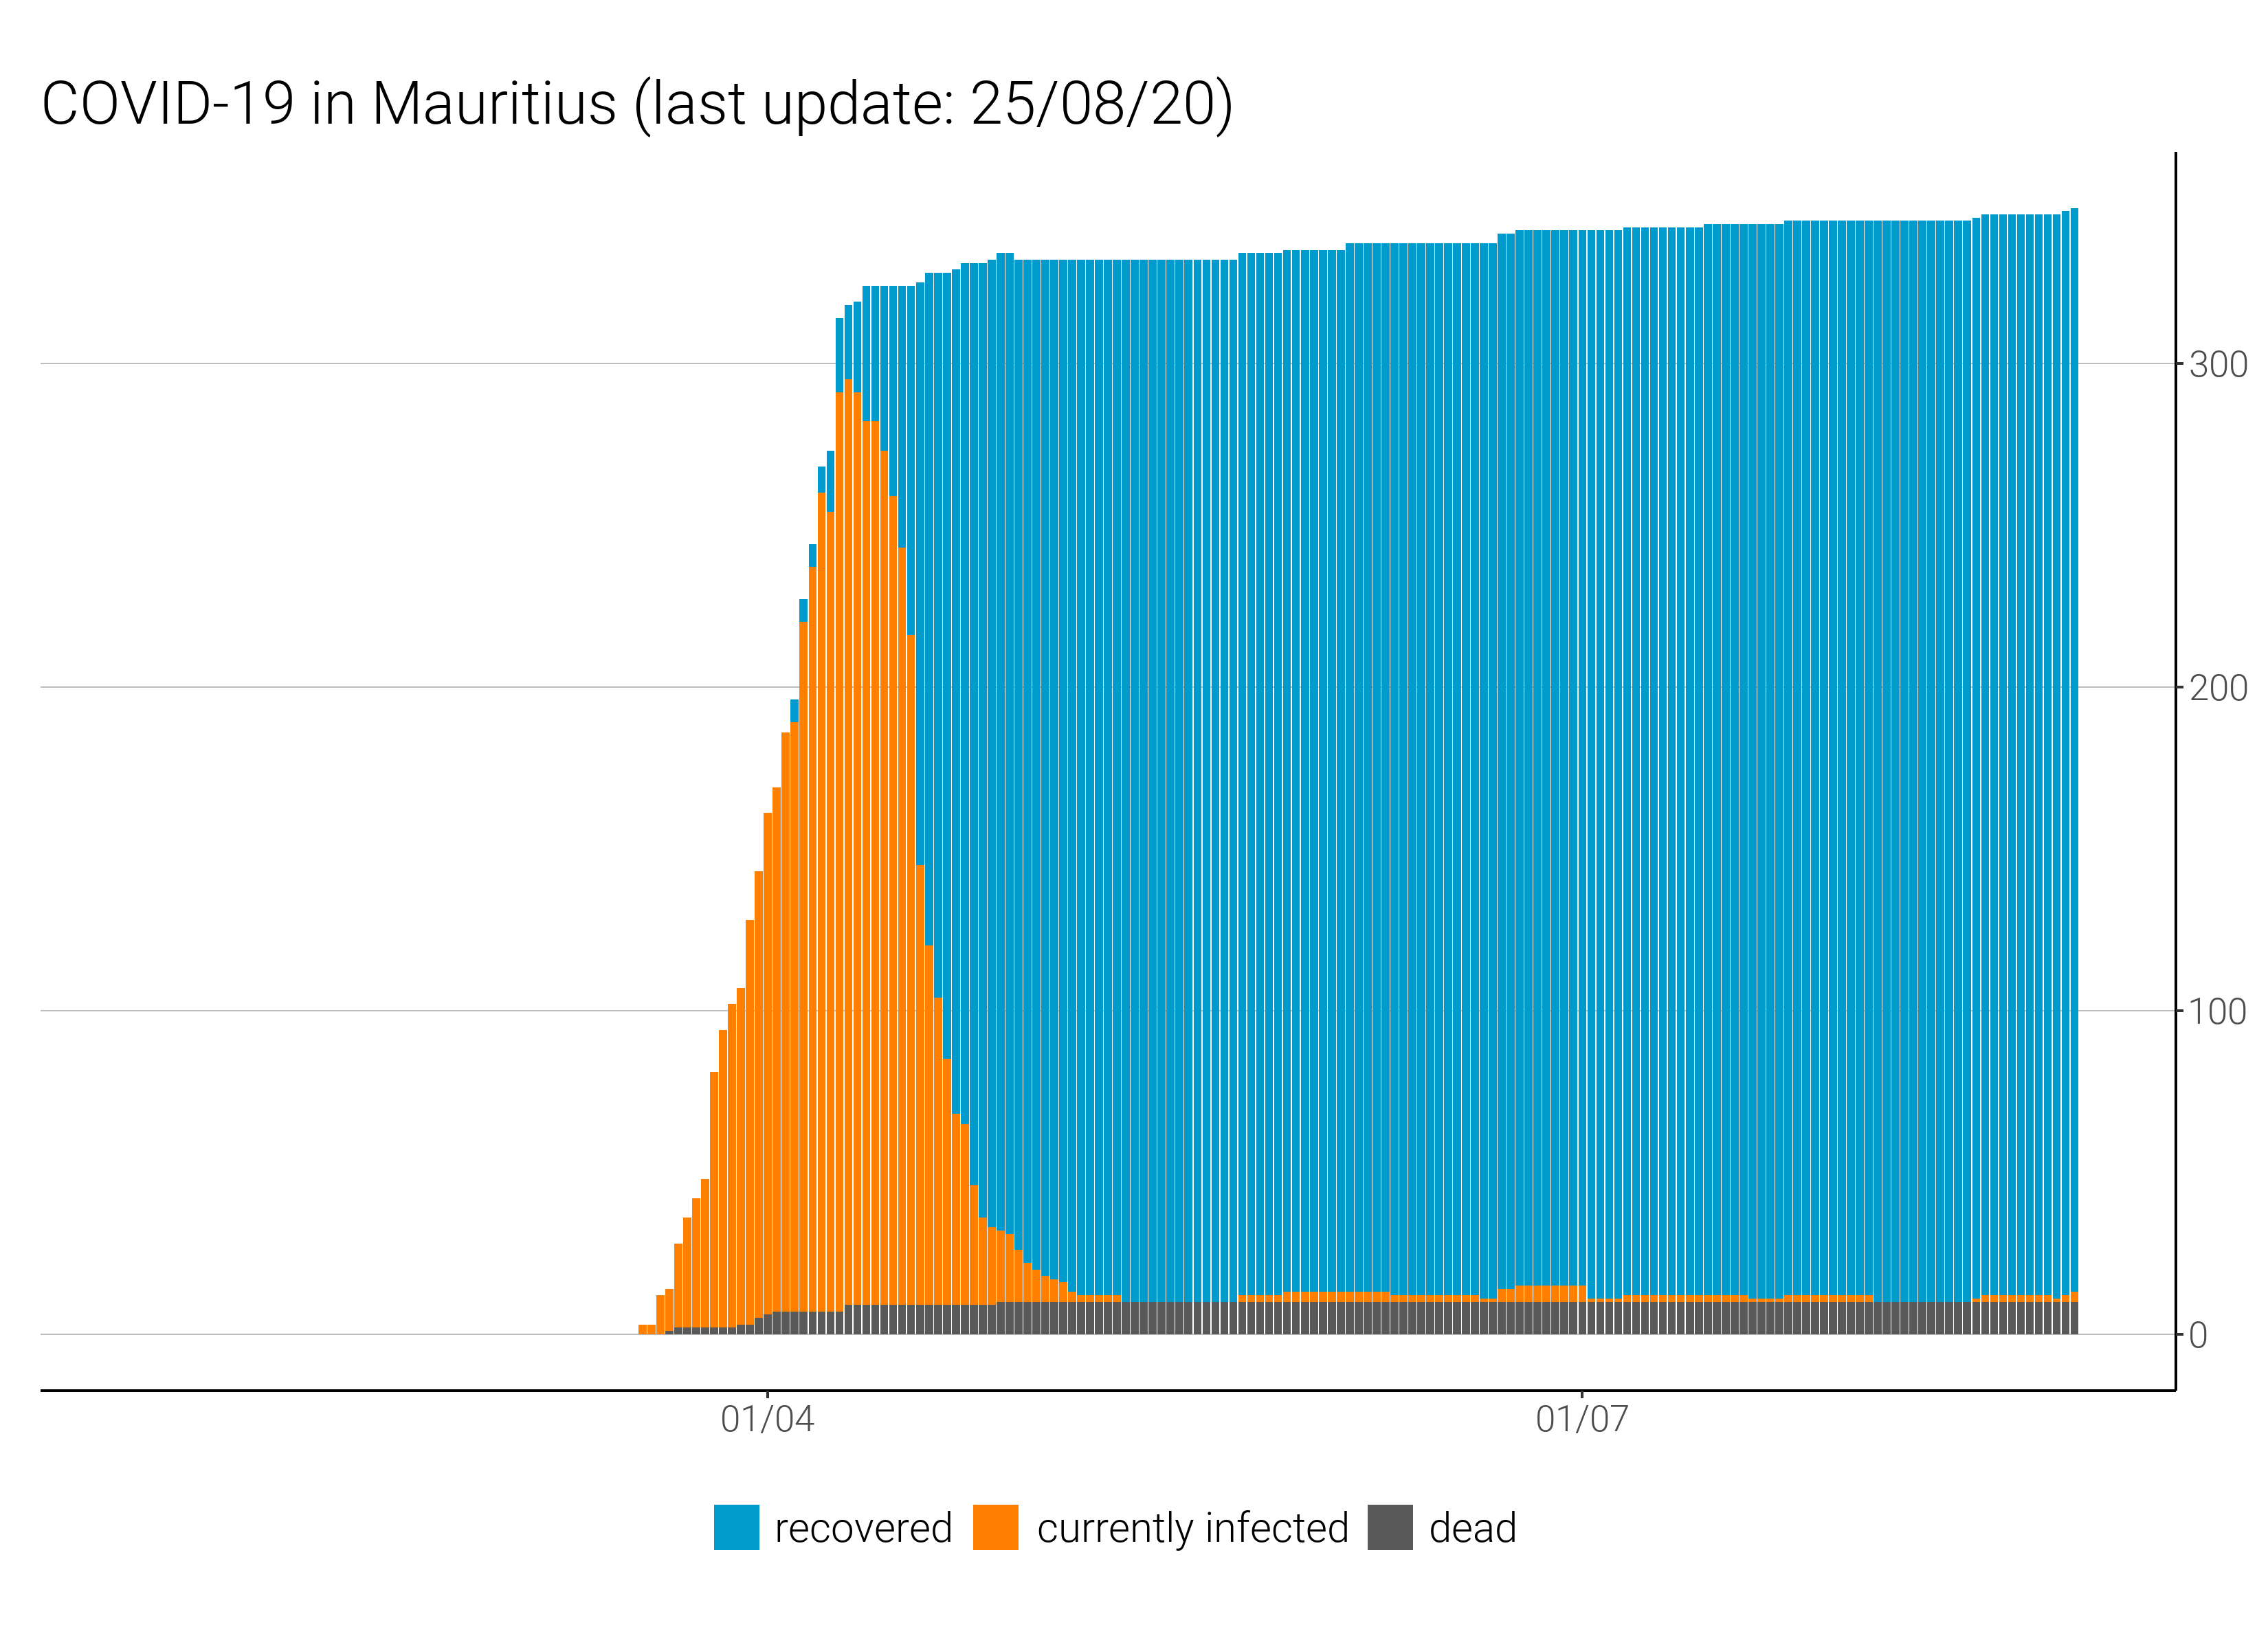 COVID-19 in Mauritius (last update: 25/08/20)
300
200
100
0
01/04 01/07
recovered currently infected dead